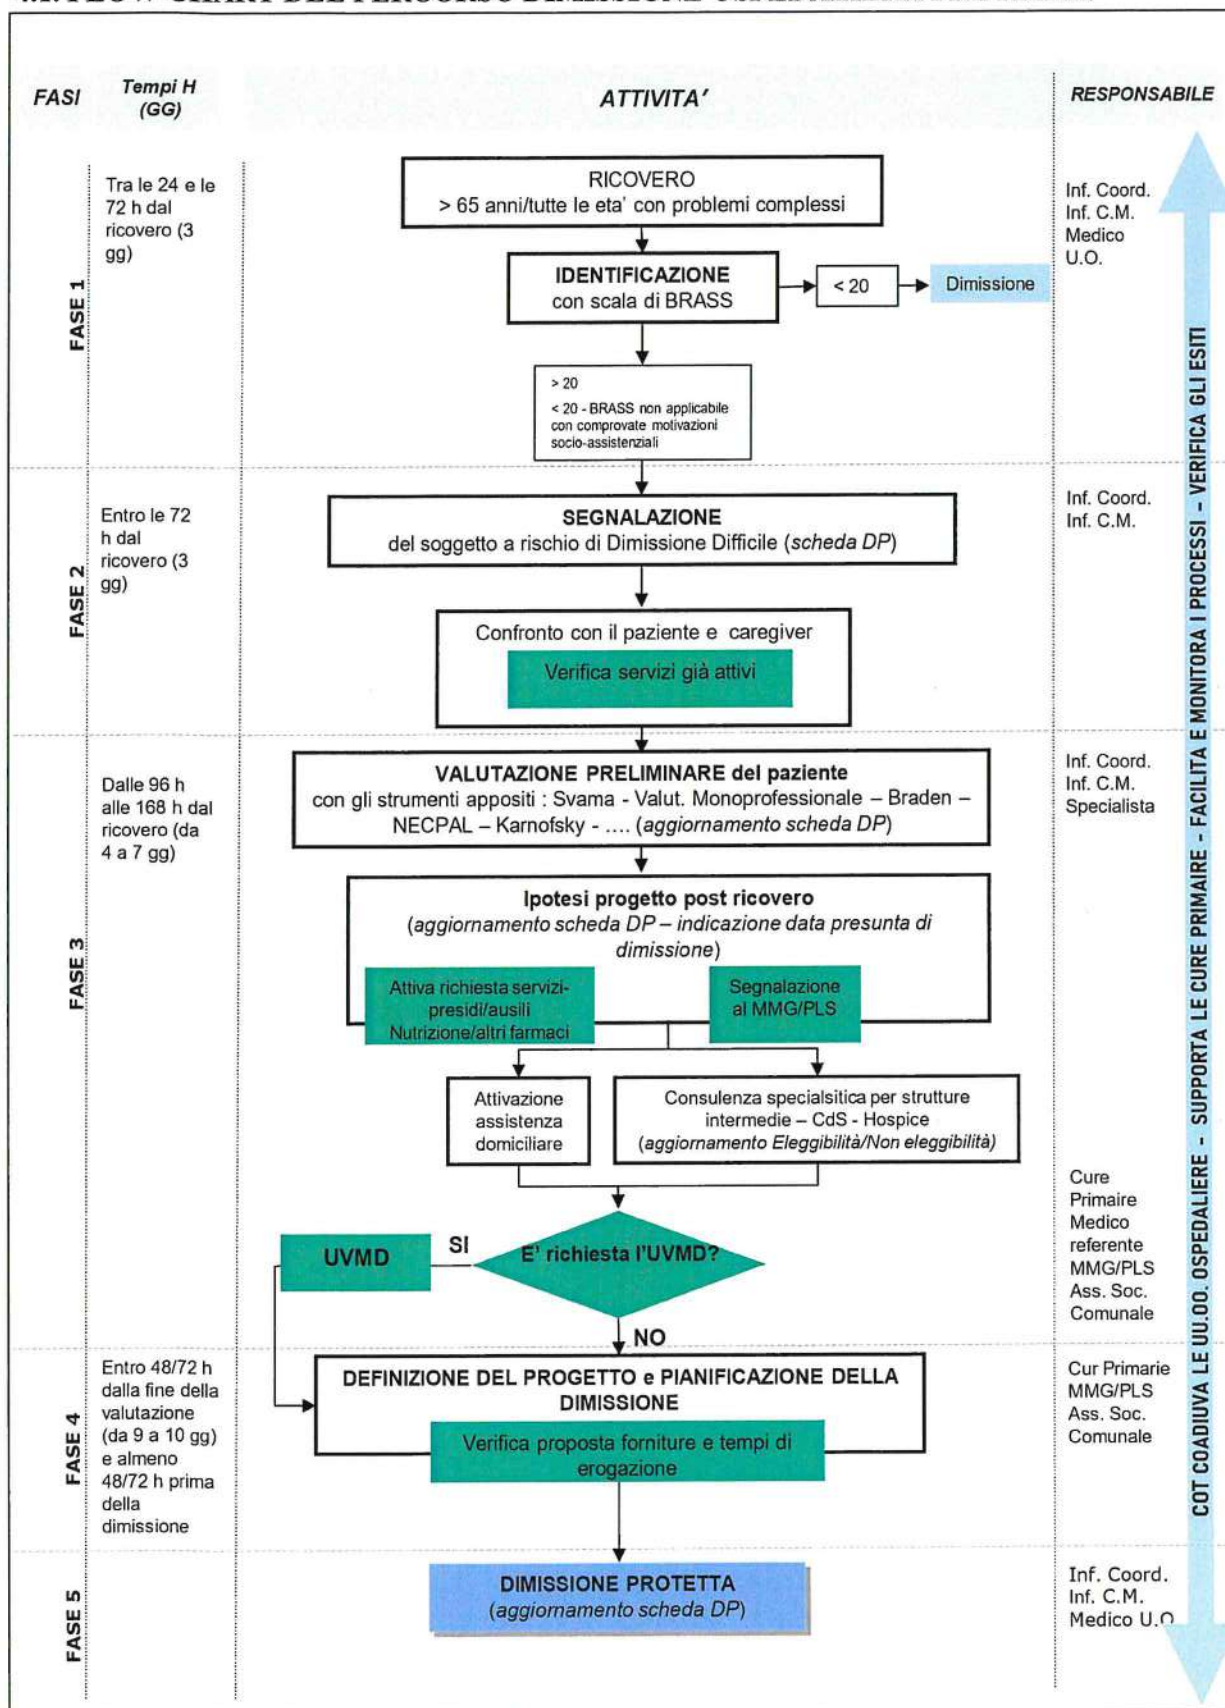 FLOW-CHART DEL PERCORSO DIMISSIONE
FASI
Tempi H
(GG)
ATTIVITA'
RESPONSABILE
FASE 1
Tra le 24 e le
72 h dal
ricovero (3
gg)
RICOVERO
> 65 anni/tutte le eta' con problemi complessi
IDENTIFICAZIONE
con scala di BRASS
< 20
Dimissione
> 20
< 20 - BRASS non applicabile
con comprovate motivazioni
socio-assistenziali
Inf. Coord.
Inf. C.M.
Medico
U.O.
FASE 2
Entro le 72
h dal
ricovero (3
gg)
SEGNALAZIONE
del soggetto a rischio di Dimissione Difficile (scheda DP)
Confronto con il paziente e caregiver
Verifica servizi già attivi
Inf. Coord.
Inf. C.M.
FASE 3
Dalle 96 h
alle 168 h dal
ricovero (da
4 a 7 gg)
VALUTAZIONE PRELIMINARE del paziente
con gli strumenti appositi : Svama - Valut. Monoprofessionale – Braden –
NECPAL – Karnofsky - .... (aggiornamento scheda DP)
Ipotesi progetto post ricovero
(aggiornamento scheda DP – indicazione data presunta di
dimissione)
Attiva richiesta servizi-
presidi/ausili
Nutrizione/altri farmaci
Segnalazione
al MMG/PLS
Attivazione
assistenza
domiciliare
Consulenza specialsitica per strutture
intermedie – CdS - Hospice
(aggiornamento Eleggibilità/Non eleggibilità)
E' richiesta l'UVMD?
SI
UVMD
NO
Inf. Coord.
Inf. C.M.
Specialista
Cure
Primaire
Medico
referente
MMG/PLS
Ass. Soc.
Comunale
FASE 4
Entro 48/72 h
dalla fine della
valutazione
(da 9 a 10 gg)
e almeno
48/72 h prima
della
dimissione
DEFINIZIONE DEL PROGETTO e PIANIFICAZIONE DELLA
DIMISSIONE
Verifica proposta forniture e tempi di
erogazione
Cur Primarie
MMG/PLS
Ass. Soc.
Comunale
FASE 5
DIMISSIONE PROTETTA
(aggiornamento scheda DP)
Inf. Coord.
Inf. C.M.
Medico U.O
COT COADUVA LE UU.OO. OSPEDALIERE - SUPPORTA LE CURE PRIMAIRE - FACILITA E MONITORA I PROCESSI - VERIFICA GLI ESITI